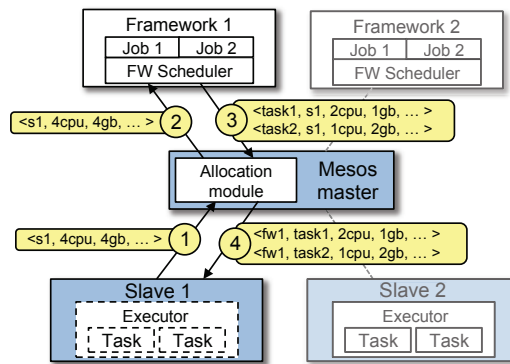 Framework 1
Job 1 Job 2
FW Scheduler
Framework 2
Job 1 Job 2
FW Scheduler
<s1, 4cpu, 4gb, … >
2
3
<task1, s1, 2cpu, 1gb, … >
<task2, s1, 1cpu, 2gb, … >
Allocation
module
Mesos
master
<s1, 4cpu, 4gb, … >
1
4
<fw1, task1, 2cpu, 1gb, … >
<fw1, task2, 1cpu, 2gb, … >
Slave 1
Executor
Task Task
Slave 2
Executor
Task Task